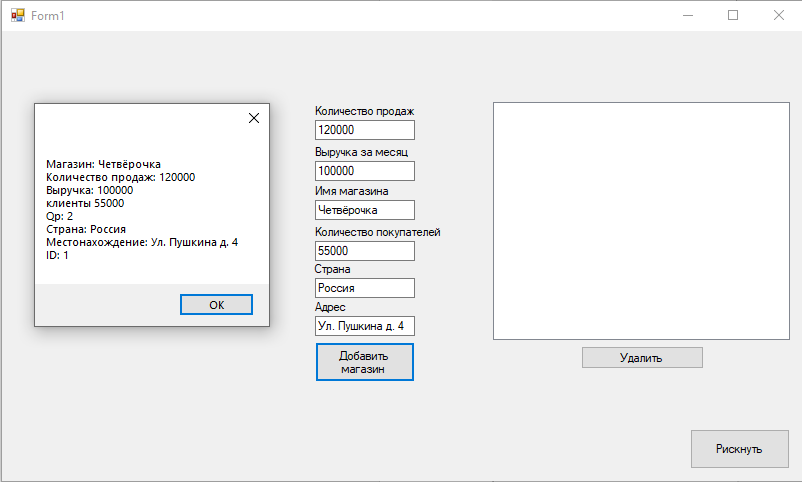 Form1
Магазин: Четвёрочка
Количество продаж: 120000
Выручка: 100000
клиенты 55000
Qp: 2
Страна: Россия
Местонахождение: Ул. Пушкина д. 4
ID: 1
OK
Количество продаж
120000
Выручка за месяц
100000
Имя магазина
Четвёрочка
Количество покупателей
55000
Страна
Россия
Адрес
Ул. Пушкина д. 4
Добавить
магазин
Удалить
Рискнуть